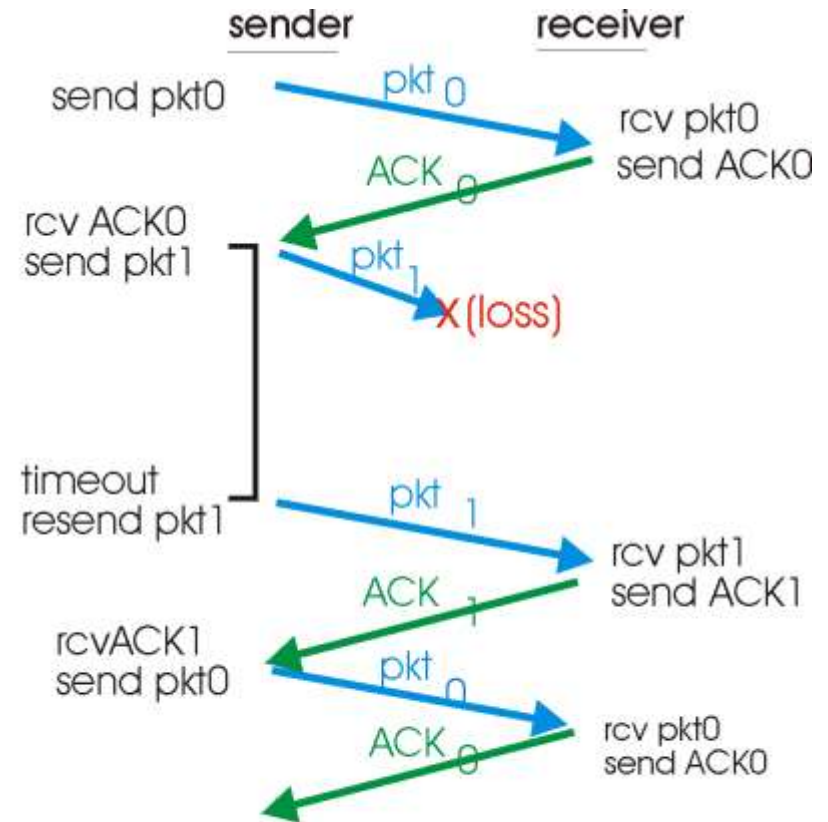 sender receiver
send pkt0
pkt 0
rcv pkt0
send ACK0
ACK 0
rcv ACK0
send pkt1
pkt 1
X (loss)
timeout
resend pkt1
pkt 1
rcv pkt1
send ACK1
ACK 1
rcvACK1
send pkt0
pkt 0
rcv pkt0
send ACK0
ACK 0